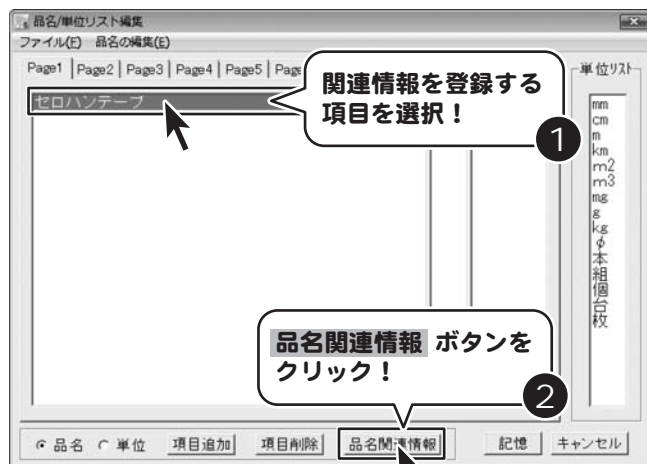 品名/単位リスト編集
ファイル(F) 品名の編集(E)
Page1 Page2 Page3 Page4 Page5
単位リスト
セロハンテープ
関連情報を登録する
項目を選択！
1
mm
cm
m
km
m2
m3
mg
g
kg
φ
本
組
個
台
枚
品名関連情報 ボタンを
クリック！
2
品名 単位 項目追加 項目削除 品名関連情報 記憶 キャンセル